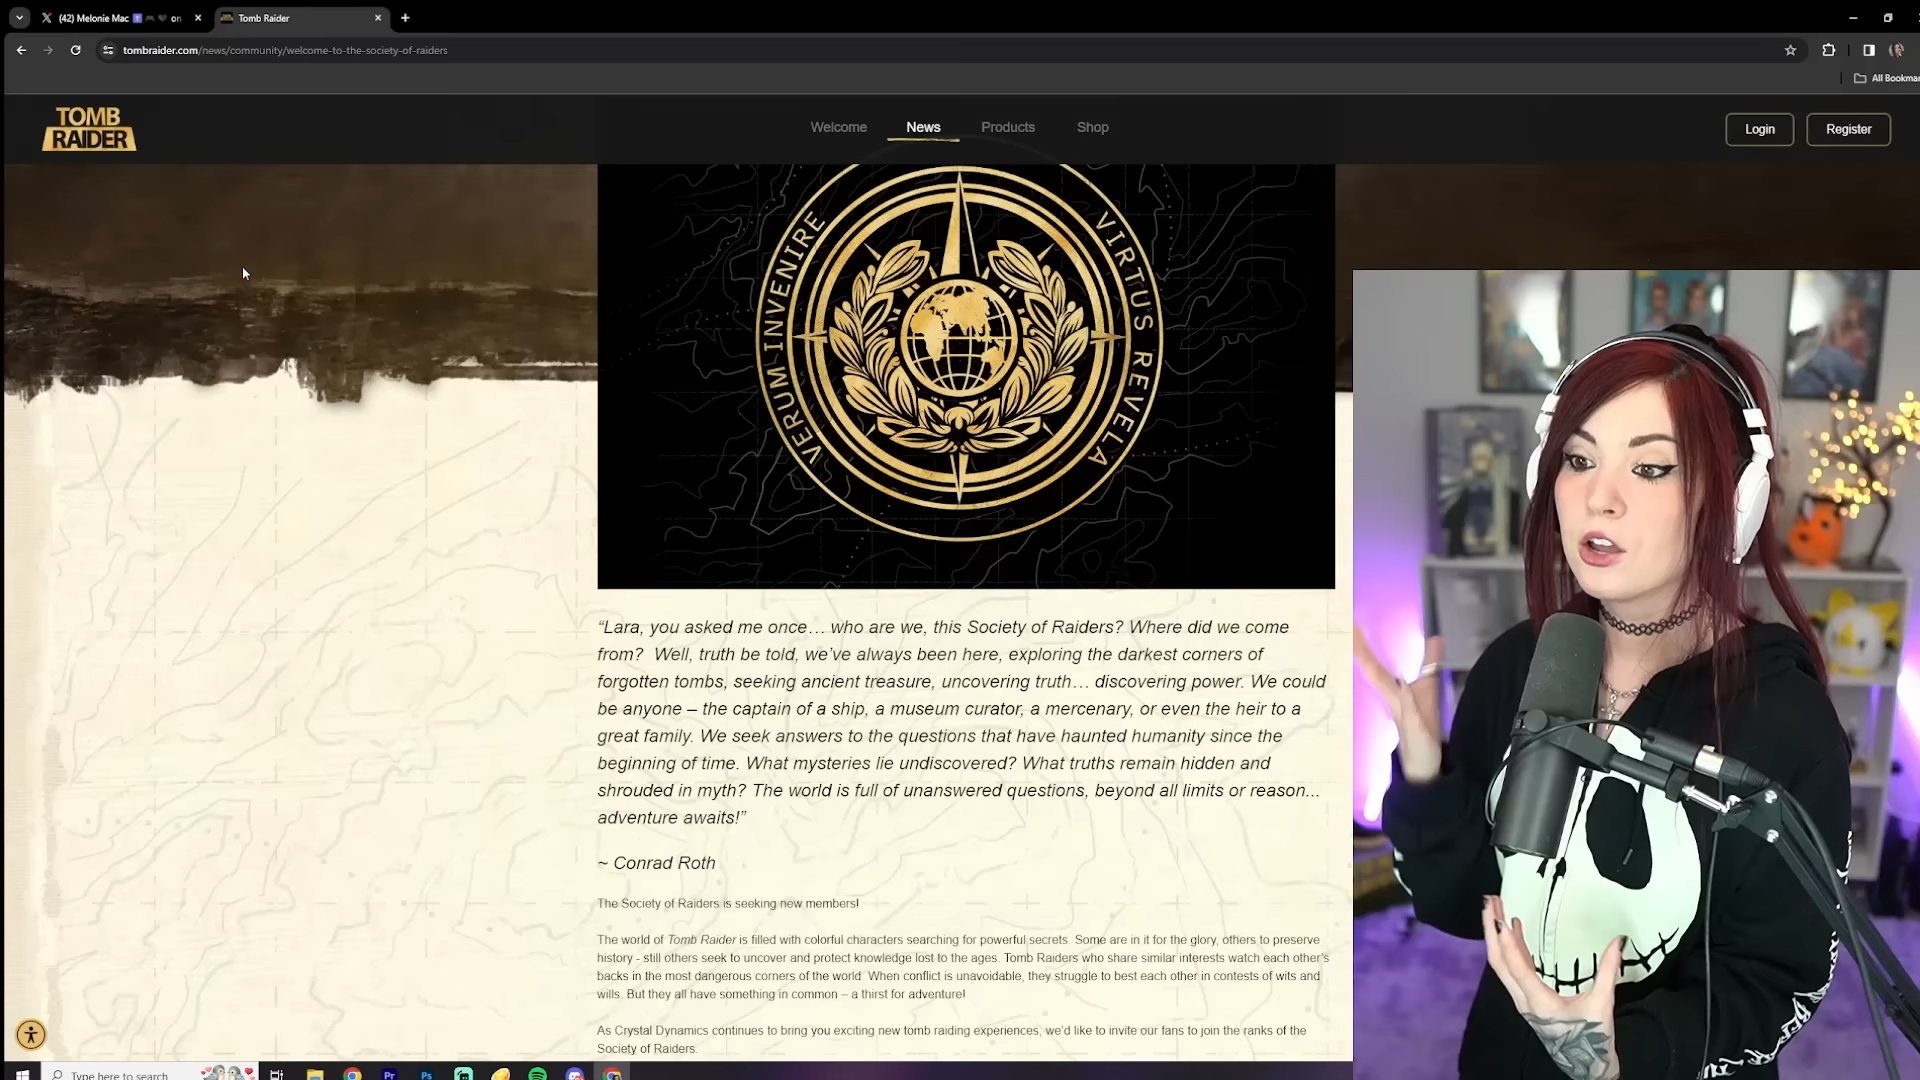 (42) Melonie Mac
on
Tomb Raider
tombraider.com/news/community/welcome-to-the-society-of-raiders
All Bookmar
TOMB
RAIDER
Welcome
News
Products
Shop
Login
Register
VERUM INVENIRE
VIRTUS REVELA
“Lara, you asked me once… who are we, this Society of Raiders? Where did we come
from?  Well, truth be told, we’ve always been here, exploring the darkest corners of
forgotten tombs, seeking ancient treasure, uncovering truth… discovering power. We could
be anyone – the captain of a ship, a museum curator, a mercenary, or even the heir to a
great family. We seek answers to the questions that have haunted humanity since the
beginning of time. What mysteries lie undiscovered? What truths remain hidden and
shrouded in myth? The world is full of unanswered questions, beyond all limits or reason...
adventure awaits!”
~ Conrad Roth
The Society of Raiders is seeking new members!
The world of Tomb Raider is filled with colorful characters searching for powerful secrets. Some are in it for the glory, others to preserve
history - still others seek to uncover and protect knowledge lost to the ages. Tomb Raiders who share similar interests watch each other’s
backs in the most dangerous corners of the world. When conflict is unavoidable, they struggle to best each other in contests of wits and
wills. But they all have something in common – a thirst for adventure!
As Crystal Dynamics continues to bring you exciting new tomb raiding experiences, we’d like to invite our fans to join the ranks of the
Society of Raiders.
Type here to search
Pr
Ps